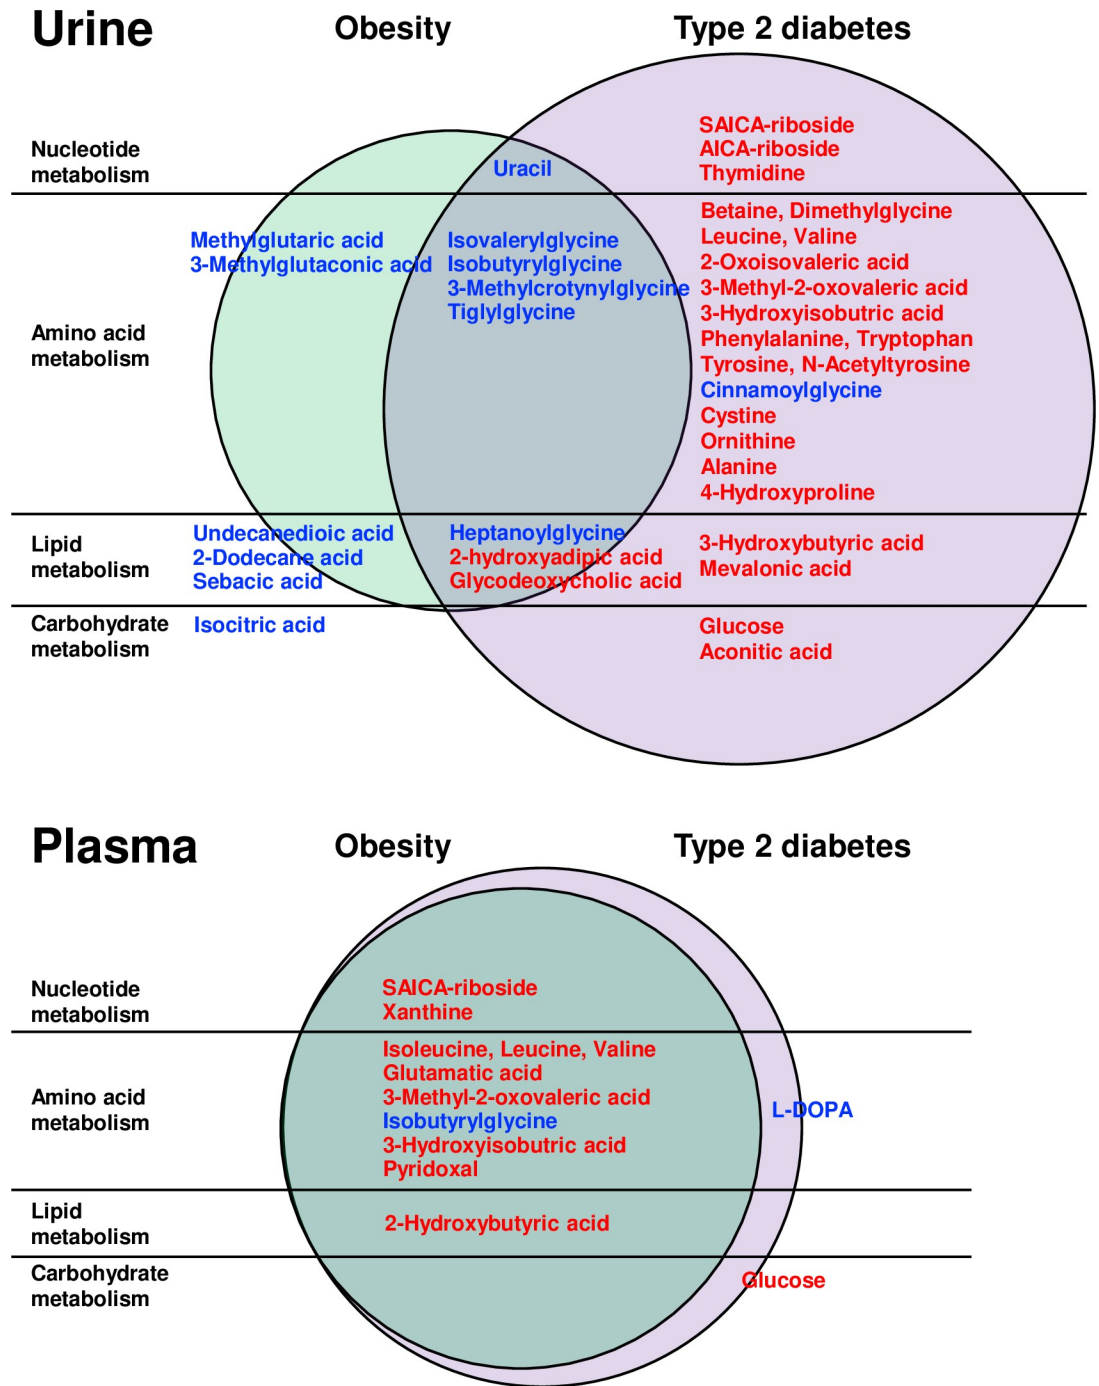 Urine
Obesity
Type 2 diabetes
Nucleotide
metabolism
Uracil
SAICA-riboside
AICA-riboside
Thymidine
Amino acid
metabolism
Methylglutaric acid
3-Methylglutaconic acid
Isovalerylglycine
Isobutyrylglycine
3-Methylcrotynylglycine
Tiglylglycine
Betaine, Dimethylglycine
Leucine, Valine
2-Oxoisovaleric acid
3-Methyl-2-oxovaleric acid
3-Hydroxyisobutric acid
Phenylalanine, Tryptophan
Tyrosine, N-Acetyltyrosine
Cinnamoylglycine
Cystine
Ornithine
Alanine
4-Hydroxyproline
Lipid
metabolism
Undecanedioic acid
2-Dodecane acid
Sebacic acid
Heptanoylglycine
2-hydroxyadipic acid
Glycodeoxycholic acid
3-Hydroxybutyric acid
Mevalonic acid
Carbohydrate
metabolism
Isocitric acid
Glucose
Aconitic acid
Plasma
Obesity
Type 2 diabetes
Nucleotide
metabolism
SAICA-riboside
Xanthine
Amino acid
metabolism
Isoleucine, Leucine, Valine
Glutamatic acid
3-Methyl-2-oxovaleric acid
Isobutyrylglycine
3-Hydroxyisobutric acid
Pyridoxal
L-DOPA
Lipid
metabolism
2-Hydroxybutyric acid
Carbohydrate
metabolism
Glucose